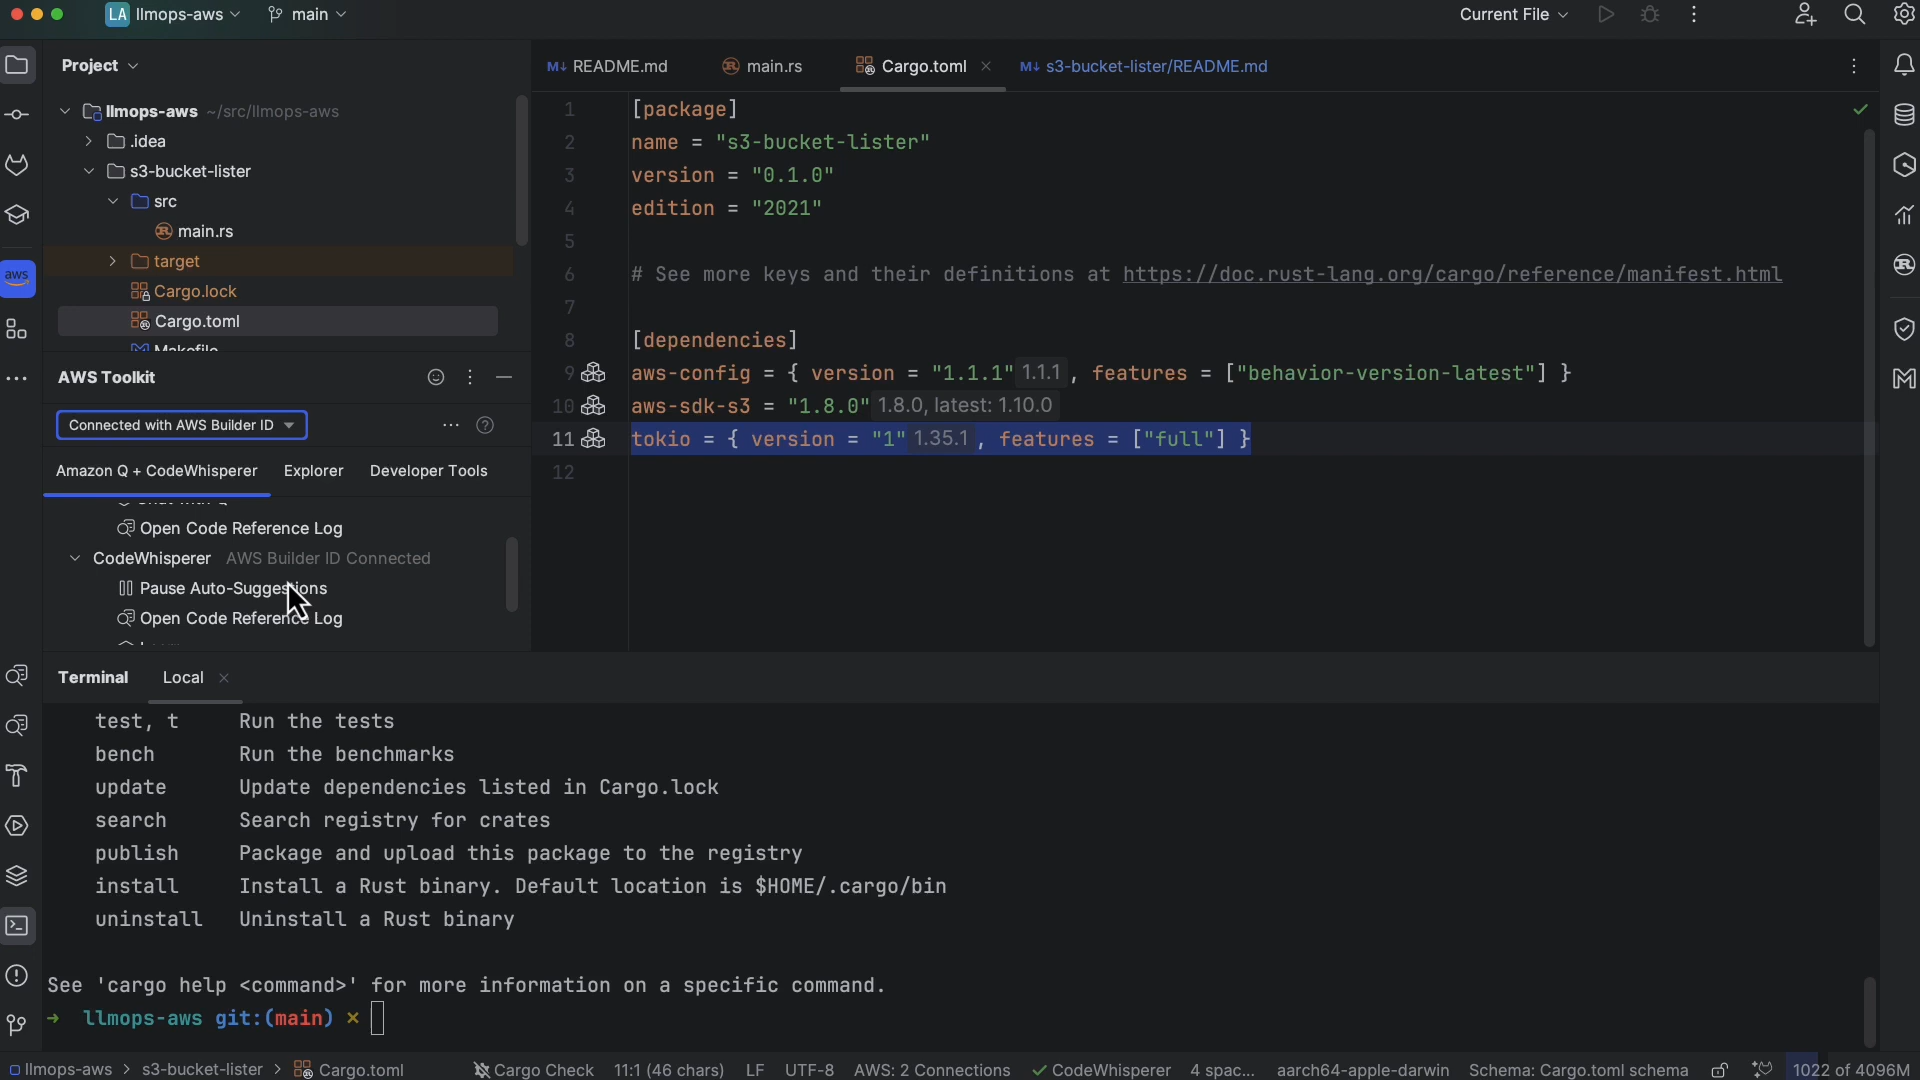 LA llmops-aws main Current File
Project
llmops-aws ~/src/llmops-aws
.idea
s3-bucket-lister
src
main.rs
target
Cargo.lock
Cargo.toml
Makefile
README.md main.rs Cargo.toml s3-bucket-lister/README.md
1 [package]
2 name = "s3-bucket-lister"
3 version = "0.1.0"
4 edition = "2021"
5
6 # See more keys and their definitions at https://doc.rust-lang.org/cargo/reference/manifest.html
7
8 [dependencies]
9 aws-config = { version = "1.1.1" 1.1.1 , features = ["behavior-version-latest"] }
10 aws-sdk-s3 = "1.8.0" 1.8.0, latest: 1.10.0
11 tokio = { version = "1" 1.35.1 , features = ["full"] }
12
aws
AWS Toolkit
Connected with AWS Builder ID
Amazon Q + CodeWhisperer Explorer Developer Tools
Open Code Reference Log
CodeWhisperer AWS Builder ID Connected
Pause Auto-Suggestions
Open Code Reference Log
Terminal Local
test, t Run the tests
bench Run the benchmarks
update Update dependencies listed in Cargo.lock
search Search registry for crates
publish Package and upload this package to the registry
install Install a Rust binary. Default location is $HOME/.cargo/bin
uninstall Uninstall a Rust binary
See 'cargo help <command>' for more information on a specific command.
➜ llmops-aws git:(main) ✗
llmops-aws > s3-bucket-lister > Cargo.toml Cargo Check 11:1 (46 chars) LF UTF-8 AWS: 2 Connections CodeWhisperer 4 spac... aarch64-apple-darwin Schema: Cargo.toml schema 1022 of 4096M